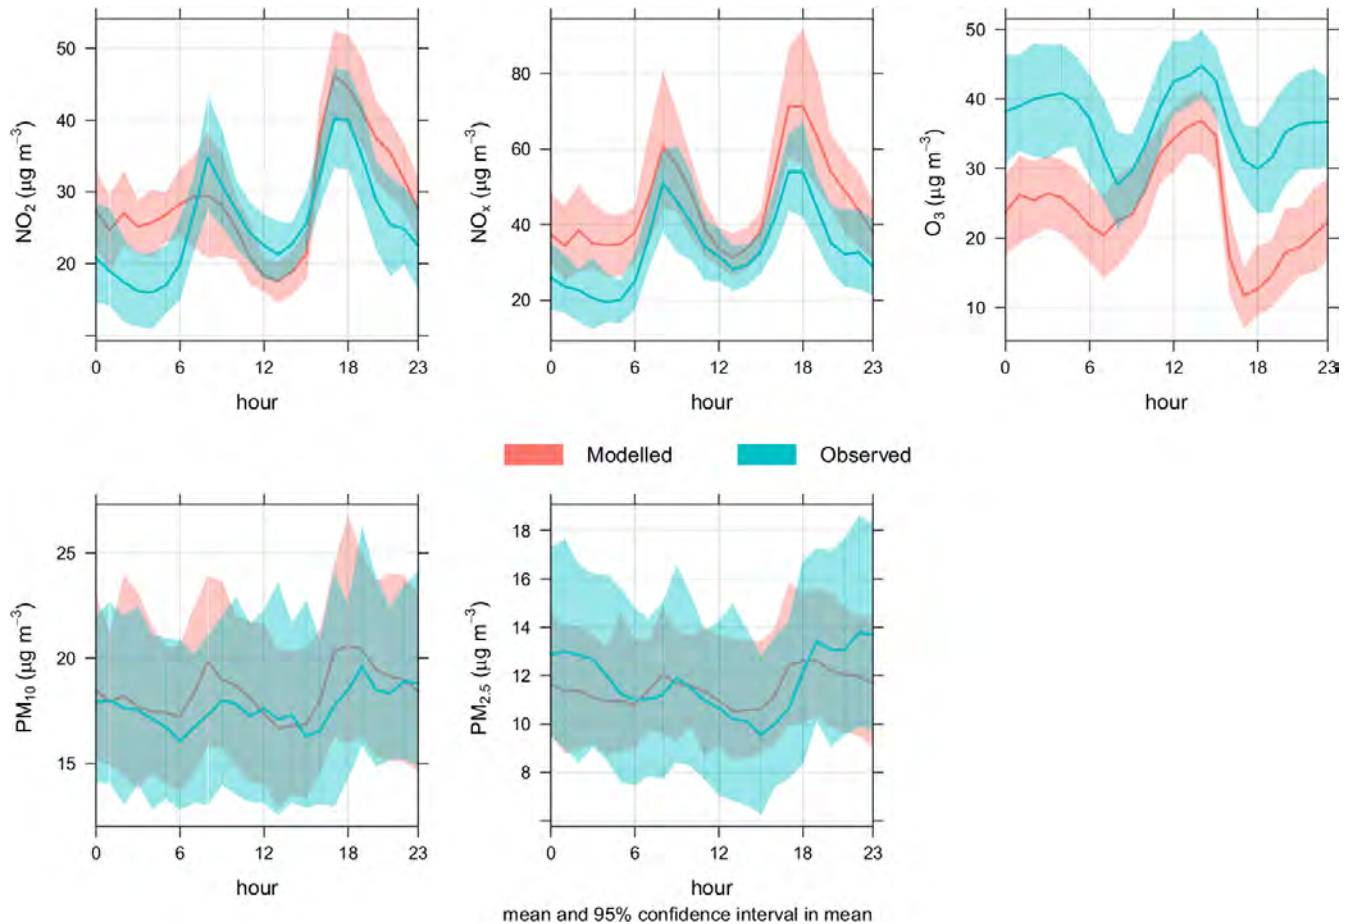 NO2 (µg m−3)
50
40
30
20
0 6 12 18 23
hour
NOx (µg m−3)
80
60
40
20
0 6 12 18 23
hour
O3 (µg m−3)
50
40
30
20
10
0 6 12 18 23
hour
Modelled Observed
PM10 (µg m−3)
25
20
15
0 6 12 18 23
hour
PM2.5 (µg m−3)
18
16
14
12
10
8
0 6 12 18 23
hour
mean and 95% confidence interval in mean